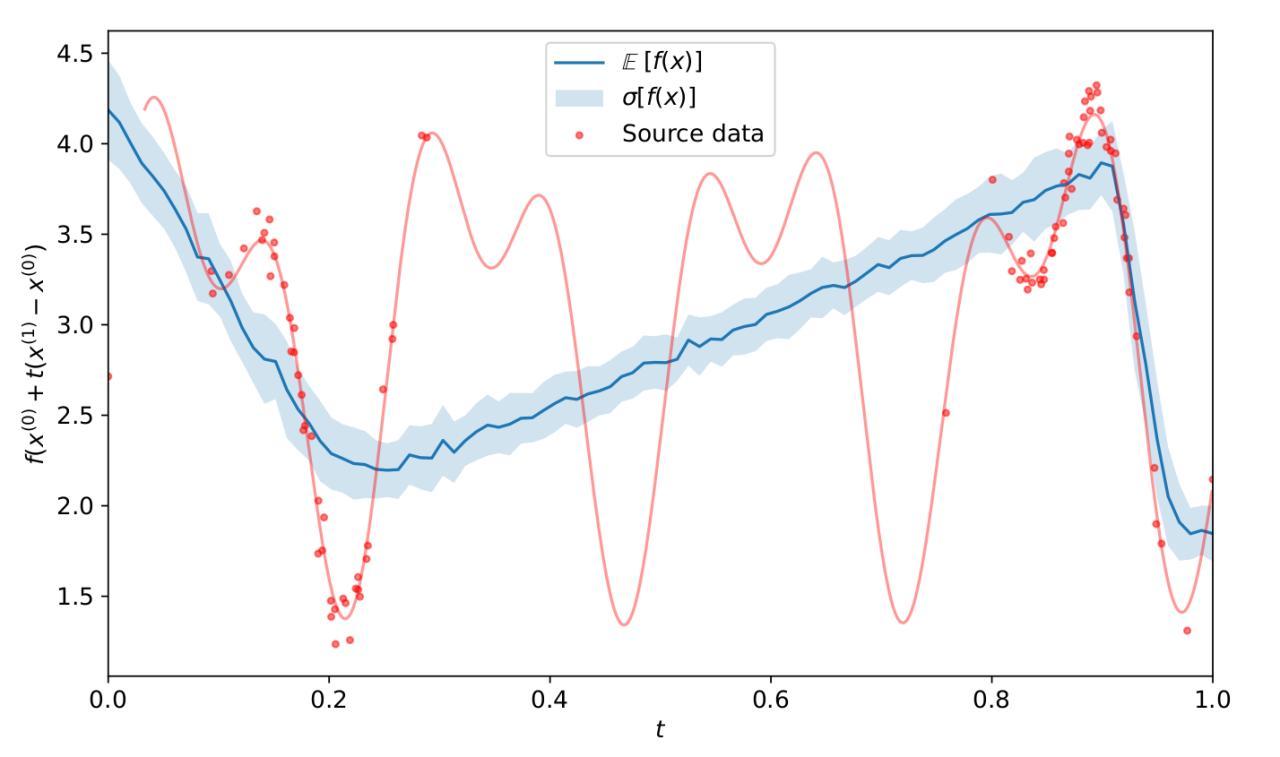 4.5
4.0
3.5
3.0
2.5
2.0
1.5
f(x⁽⁰⁾ + t(x⁽¹⁾ − x⁽⁰⁾)
𝔼 [f(x)]
σ[f(x)]
Source data
0.0 0.2 0.4 0.6 0.8 1.0
t